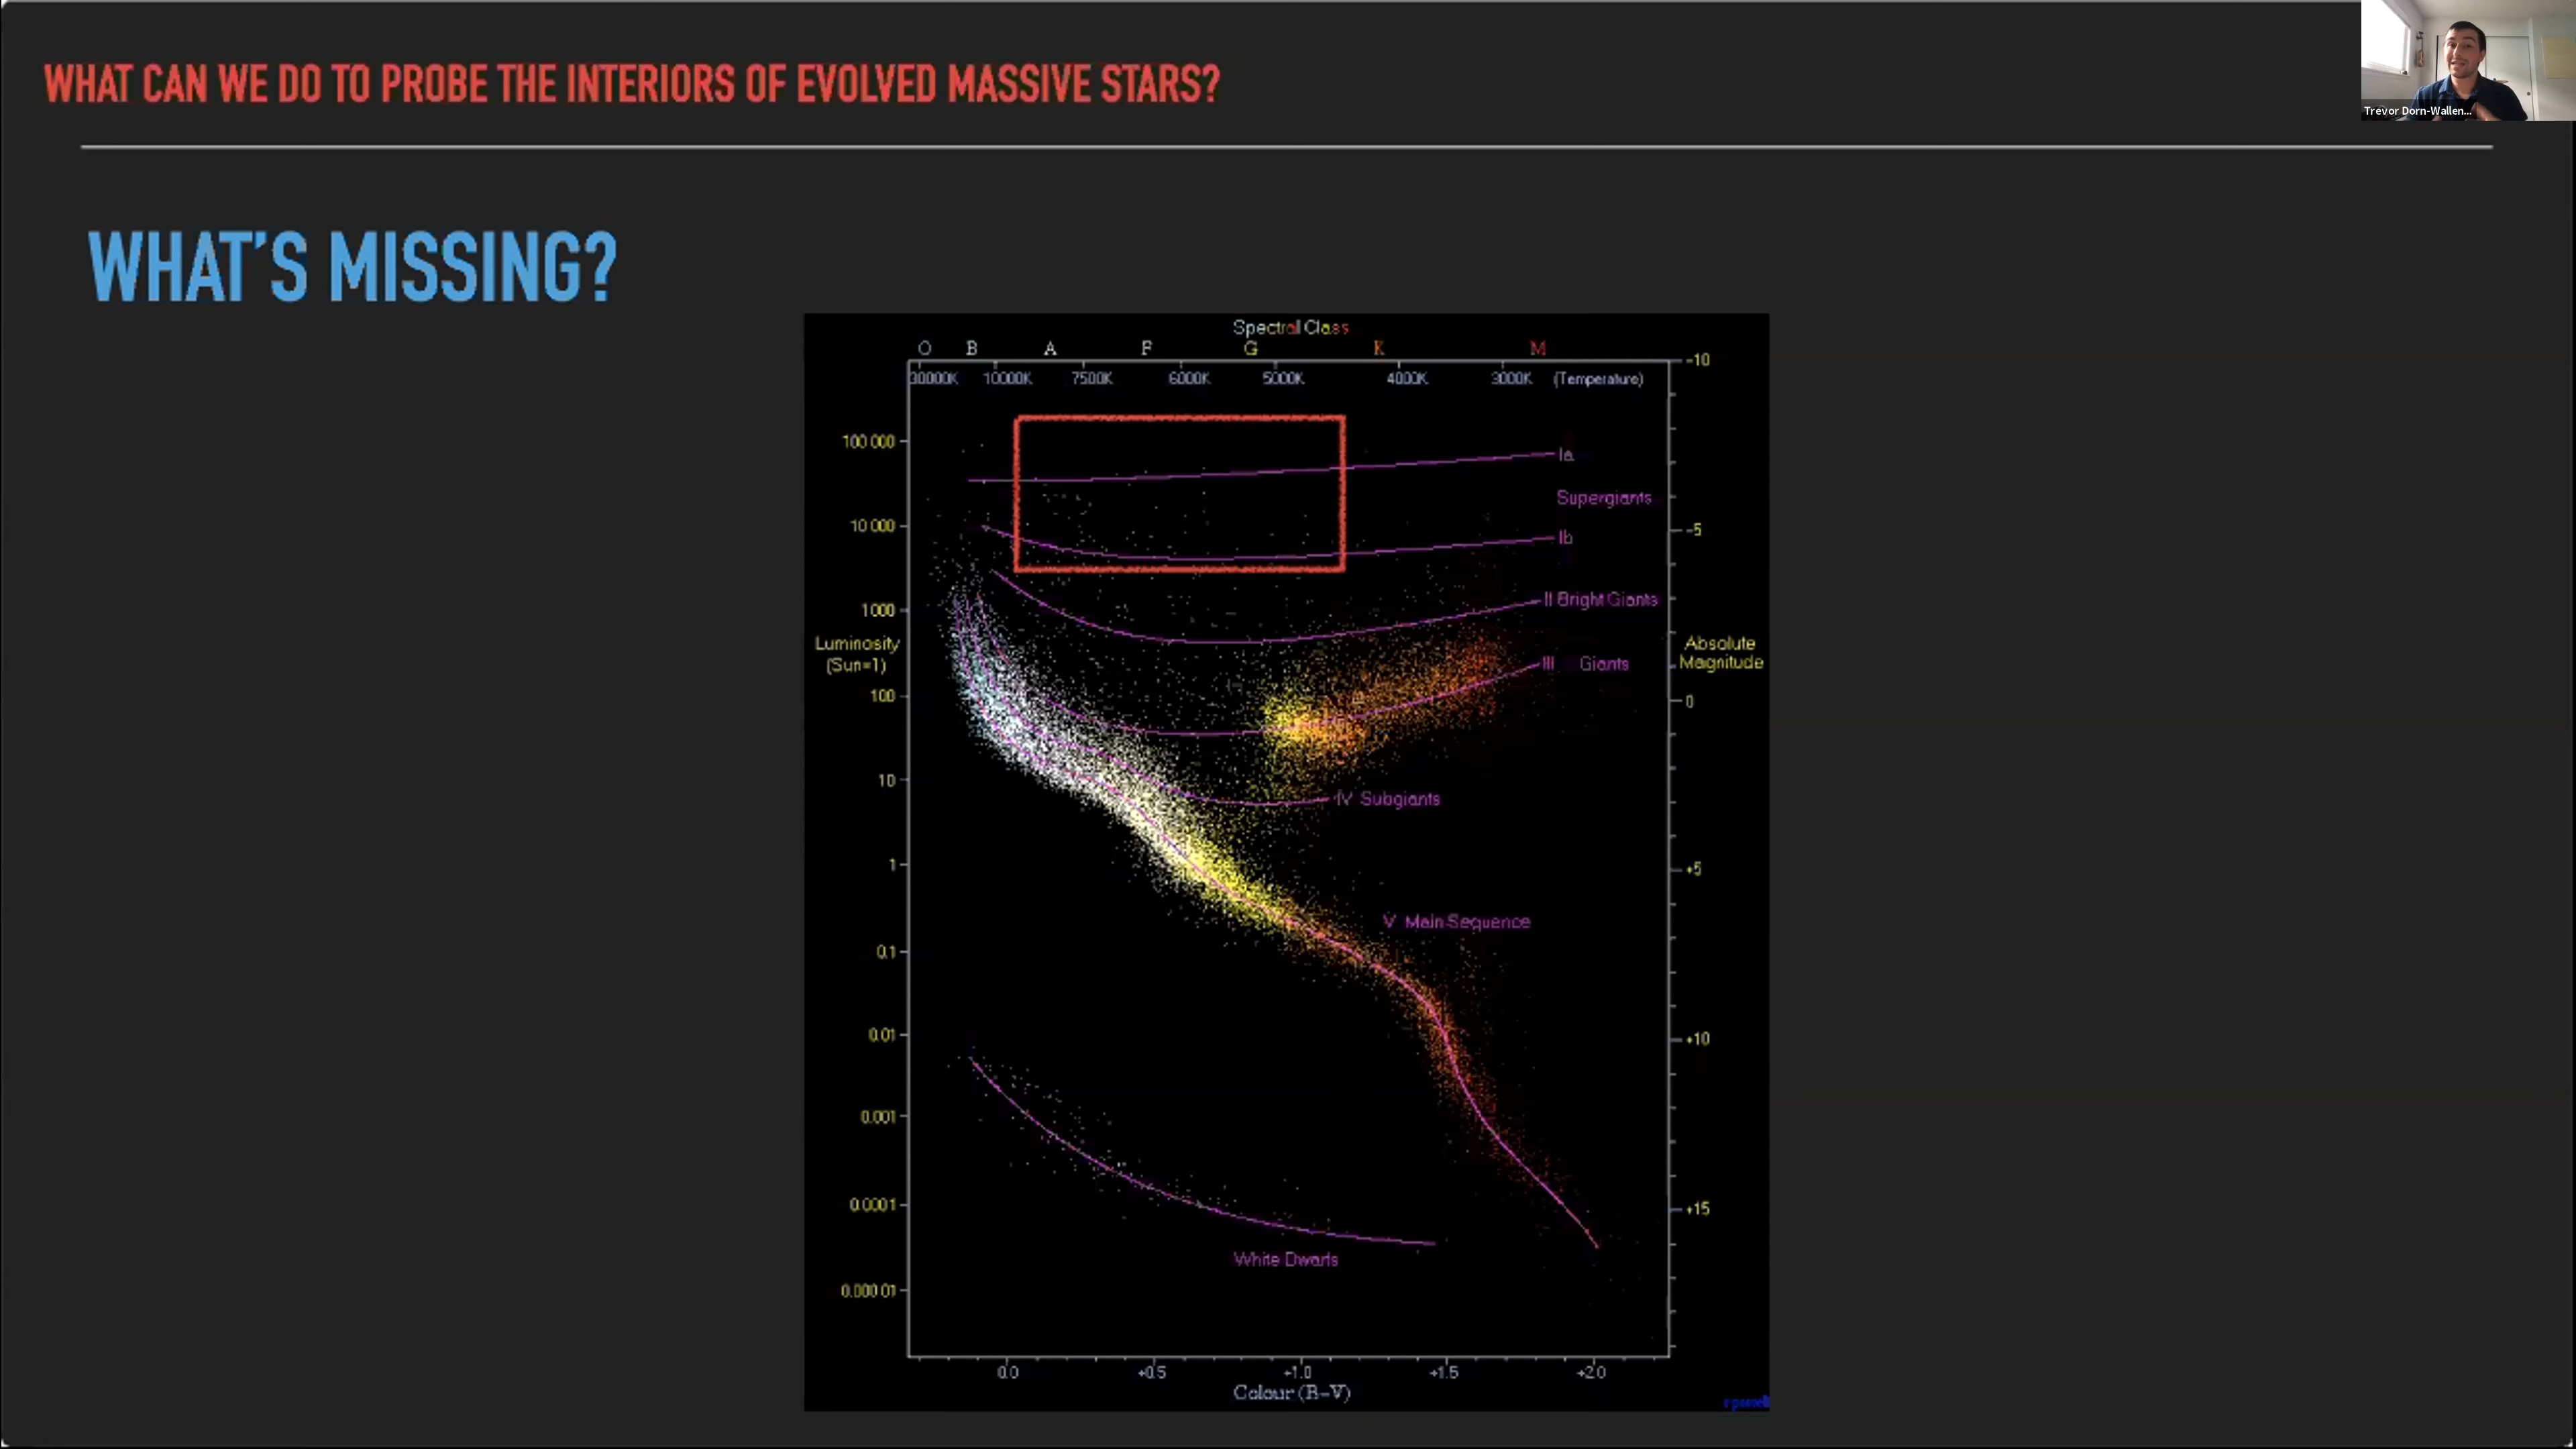 WHAT CAN WE DO TO PROBE THE INTERIORS OF EVOLVED MASSIVE STARS?
Trevor Dorn-Wallen...
WHAT'S MISSING?
Spectral Class
O B A F G K M
30000K 10000K 7500K 6000K 5000K 4000K 3000K (Temperature)
-10
100 000
Ia
Supergiants
10 000
-5
Ib
1000
II Bright Giants
Luminosity
(Sun=1)
Absolute
Magnitude
III Giants
100
0
10
IV Subgiants
1
+5
V Main Sequence
0.1
0.01
+10
0.001
0.0001
+15
White Dwarfs
0.000 01
0.0 +0.5 +1.0 +1.5 +2.0
Colour (B-V)
r powell